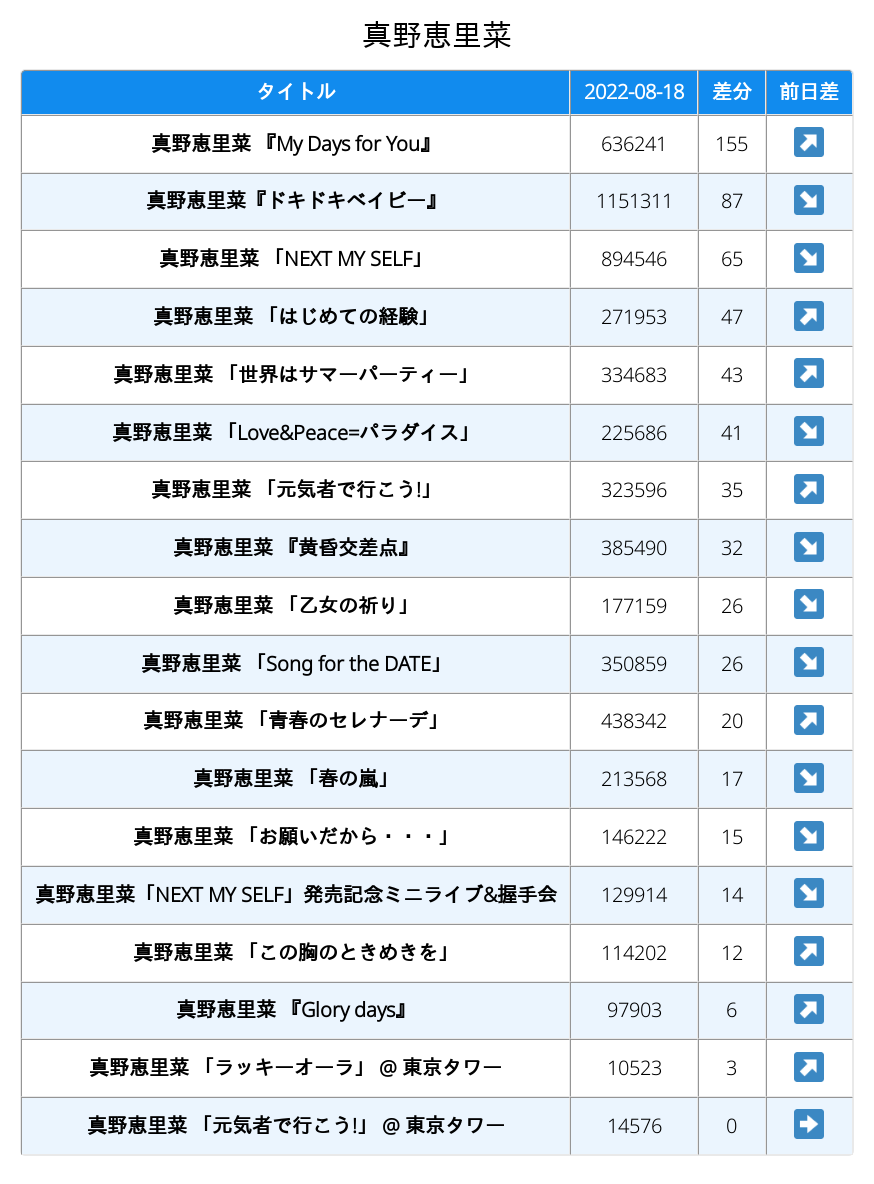 真野恵里菜
タイトル 2022-08-18 差分 前日差
真野恵里菜 『My Days for You』 636241 155 ↗
真野恵里菜『ドキドキベイビー』 1151311 87 ↘
真野恵里菜 「NEXT MY SELF」 894546 65 ↘
真野恵里菜 「はじめての経験」 271953 47 ↗
真野恵里菜 「世界はサマーパーティー」 334683 43 ↗
真野恵里菜 「Love&Peace=パラダイス」 225686 41 ↘
真野恵里菜 「元気者で行こう!」 323596 35 ↗
真野恵里菜 『黄昏交差点』 385490 32 ↘
真野恵里菜 「乙女の祈り」 177159 26 ↘
真野恵里菜 「Song for the DATE」 350859 26 ↘
真野恵里菜 「青春のセレナーデ」 438342 20 ↗
真野恵里菜 「春の嵐」 213568 17 ↘
真野恵里菜 「お願いだから・・・」 146222 15 ↘
真野恵里菜「NEXT MY SELF」発売記念ミニライブ&握手会 129914 14 ↘
真野恵里菜 「この胸のときめきを」 114202 12 ↗
真野恵里菜 『Glory days』 97903 6 ↗
真野恵里菜 「ラッキーオーラ」 @ 東京タワー 10523 3 ↗
真野恵里菜 「元気者で行こう!」 @ 東京タワー 14576 0 ➡